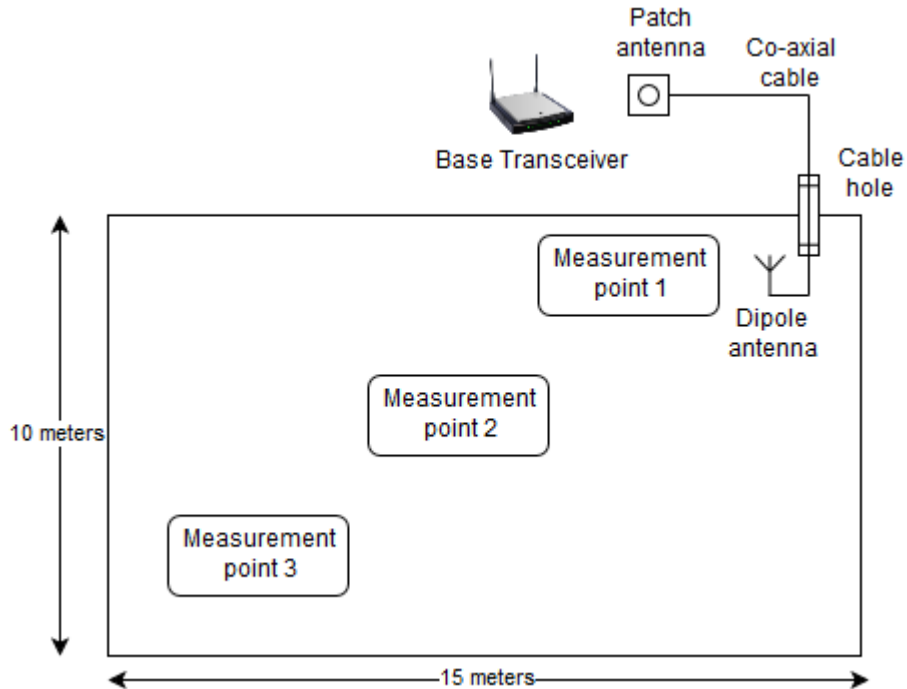 Patch
antenna
Co-axial
cable
Base Transceiver
Cable
hole
Measurement
point 1
Dipole
antenna
Measurement
point 2
10 meters
Measurement
point 3
15 meters